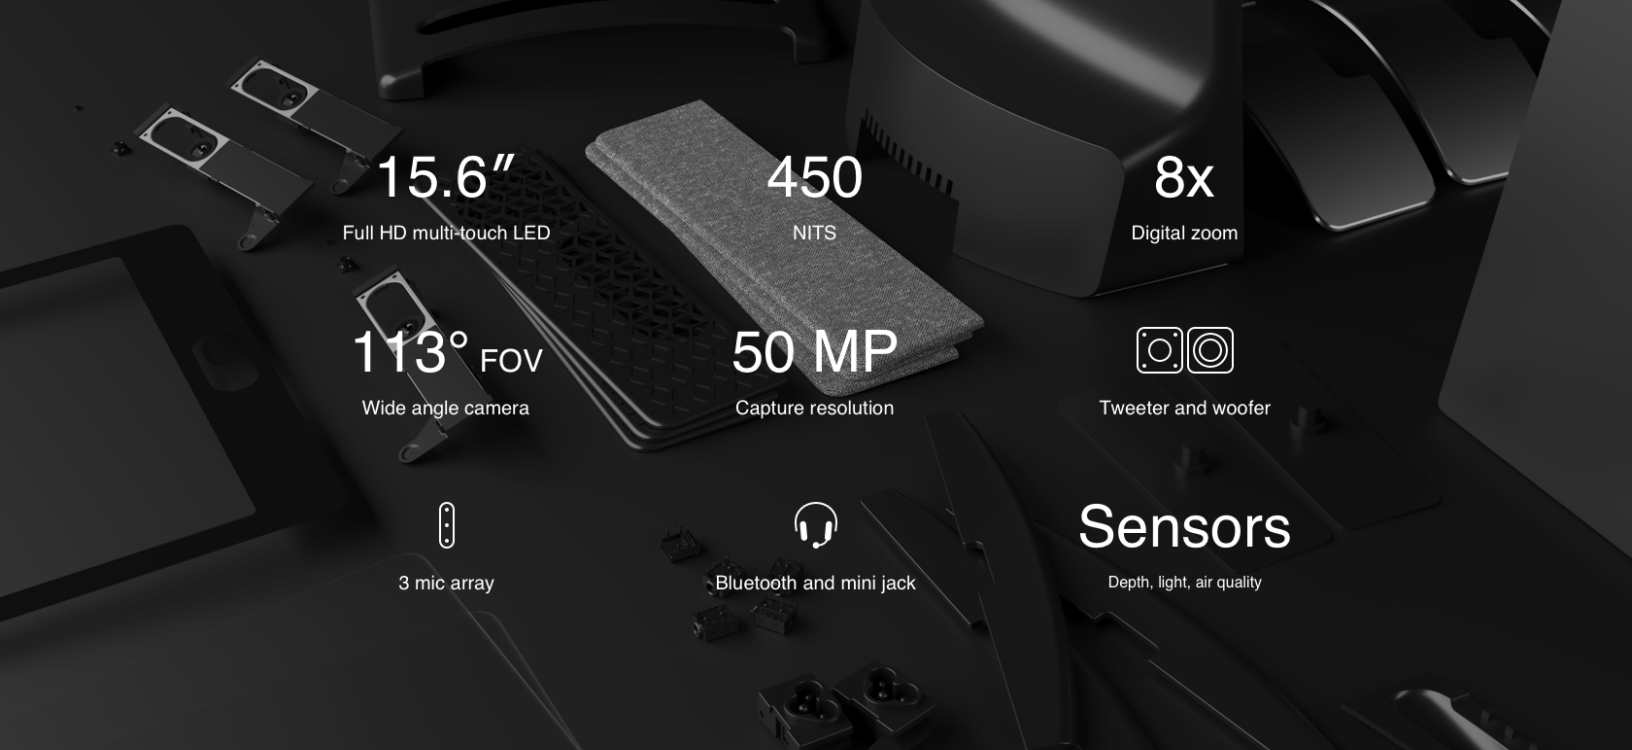 15.6″
450
8x
Full HD multi-touch LED
NITS
Digital zoom
113° FOV
50 MP
Wide angle camera
Capture resolution
Tweeter and woofer
Sensors
3 mic array
Bluetooth and mini jack
Depth, light, air quality